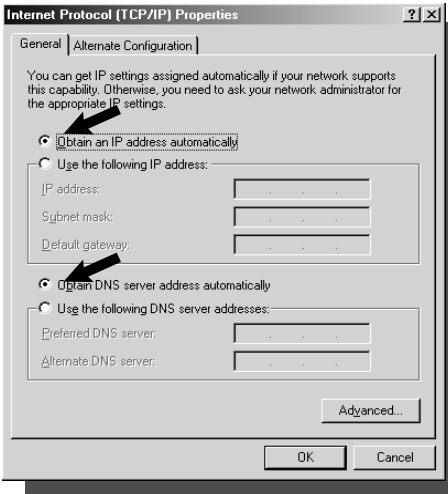 Internet Protocol (TCP/IP) Properties
General
Alternate Configuration
You can get IP settings assigned automatically if your network supports
this capability. Otherwise, you need to ask your network administrator for
the appropriate IP settings.
Obtain an IP address automatically
Use the following IP address:
IP address:
Subnet mask:
Default gateway:
Obtain DNS server address automatically
Use the following DNS server addresses:
Preferred DNS server:
Alternate DNS server:
Advanced...
OK
Cancel